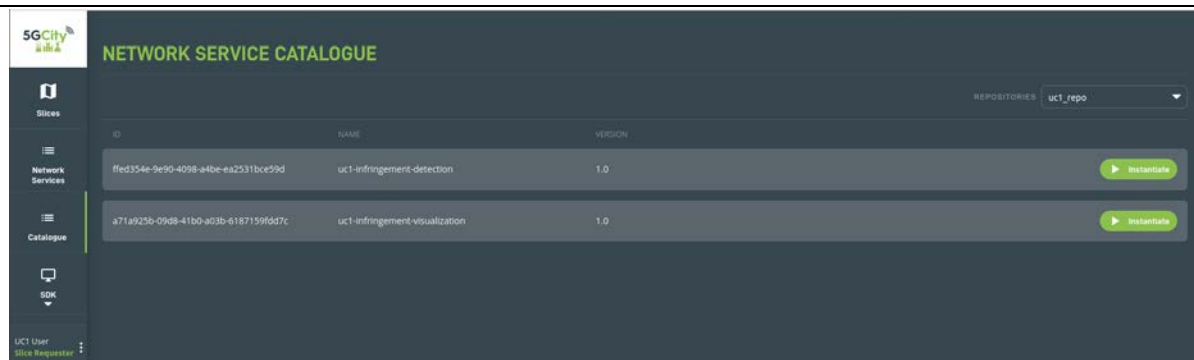 5GCity
NETWORK SERVICE CATALOGUE
Slices
REPOSITORIES uc1_repo
ID NAME VERSION
Network
Services
ffed354e-9e90-4098-a4be-ea2531bce59d uc1-infringement-detection 1.0 Instantiate
a71a925b-09d8-41b0-a03b-6187159fdd7c uc1-infringement-visualization 1.0 Instantiate
Catalogue
SDK
UC1 User
Slice Requester